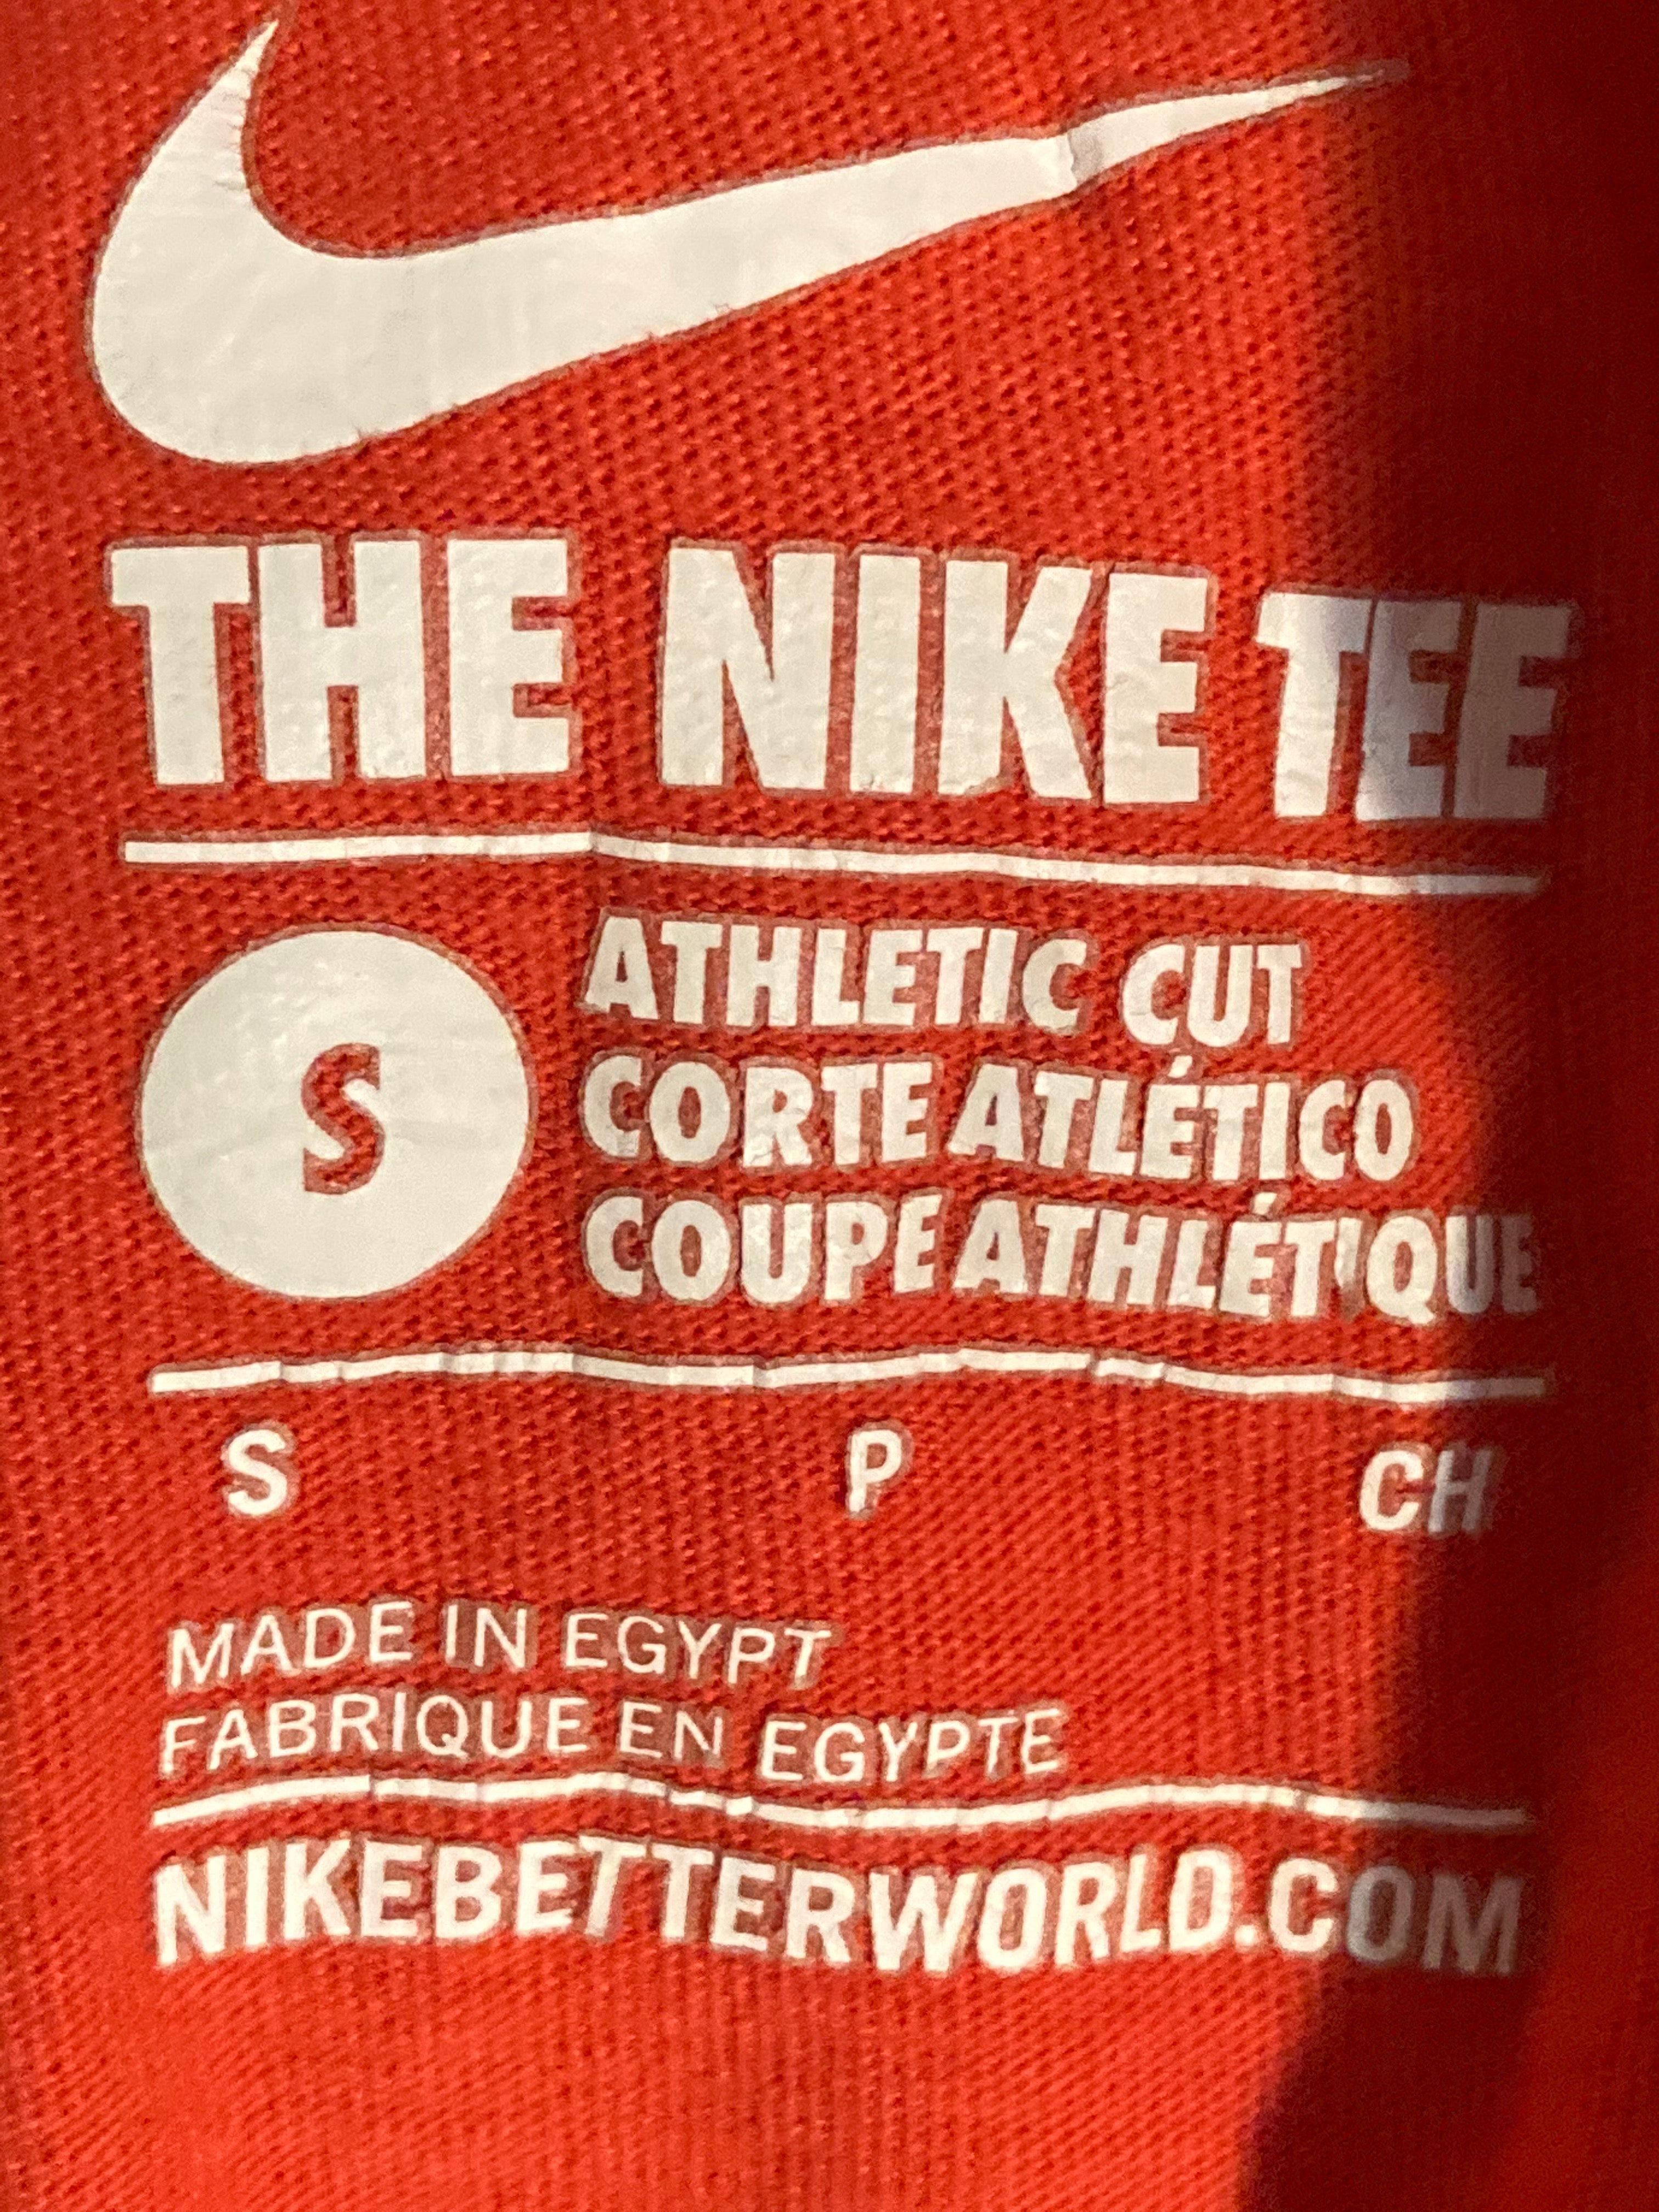 THE NIKE TEE
S
ATHLETIC CUT
CORTE ATLÉTICO
COUPE ATHLÉTIQUE
S P CH
MADE IN EGYPT
FABRIQUE EN EGYPTE
NIKEBETTERWORLD.COM